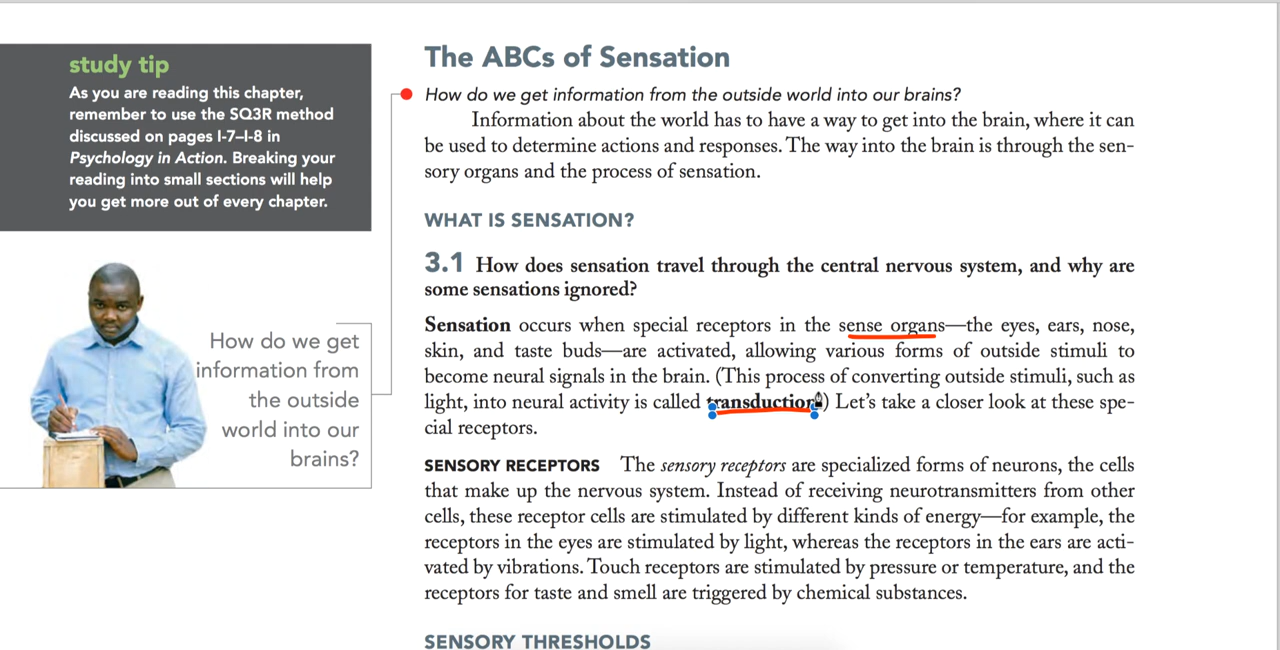 study tip
As you are reading this chapter,
remember to use the SQ3R method
discussed on pages I-7–I-8 in
Psychology in Action. Breaking your
reading into small sections will help
you get more out of every chapter.
How do we get
information from
the outside
world into our
brains?
The ABCs of Sensation
How do we get information from the outside world into our brains?
Information about the world has to have a way to get into the brain, where it can
be used to determine actions and responses. The way into the brain is through the sen-
sory organs and the process of sensation.
WHAT IS SENSATION?
3.1 How does sensation travel through the central nervous system, and why are
some sensations ignored?
Sensation occurs when special receptors in the sense organs—the eyes, ears, nose,
skin, and taste buds—are activated, allowing various forms of outside stimuli to
become neural signals in the brain. (This process of converting outside stimuli, such as
light, into neural activity is called transduction.) Let's take a closer look at these spe-
cial receptors.
SENSORY RECEPTORS The sensory receptors are specialized forms of neurons, the cells
that make up the nervous system. Instead of receiving neurotransmitters from other
cells, these receptor cells are stimulated by different kinds of energy—for example, the
receptors in the eyes are stimulated by light, whereas the receptors in the ears are acti-
vated by vibrations. Touch receptors are stimulated by pressure or temperature, and the
receptors for taste and smell are triggered by chemical substances.
SENSORY THRESHOLDS